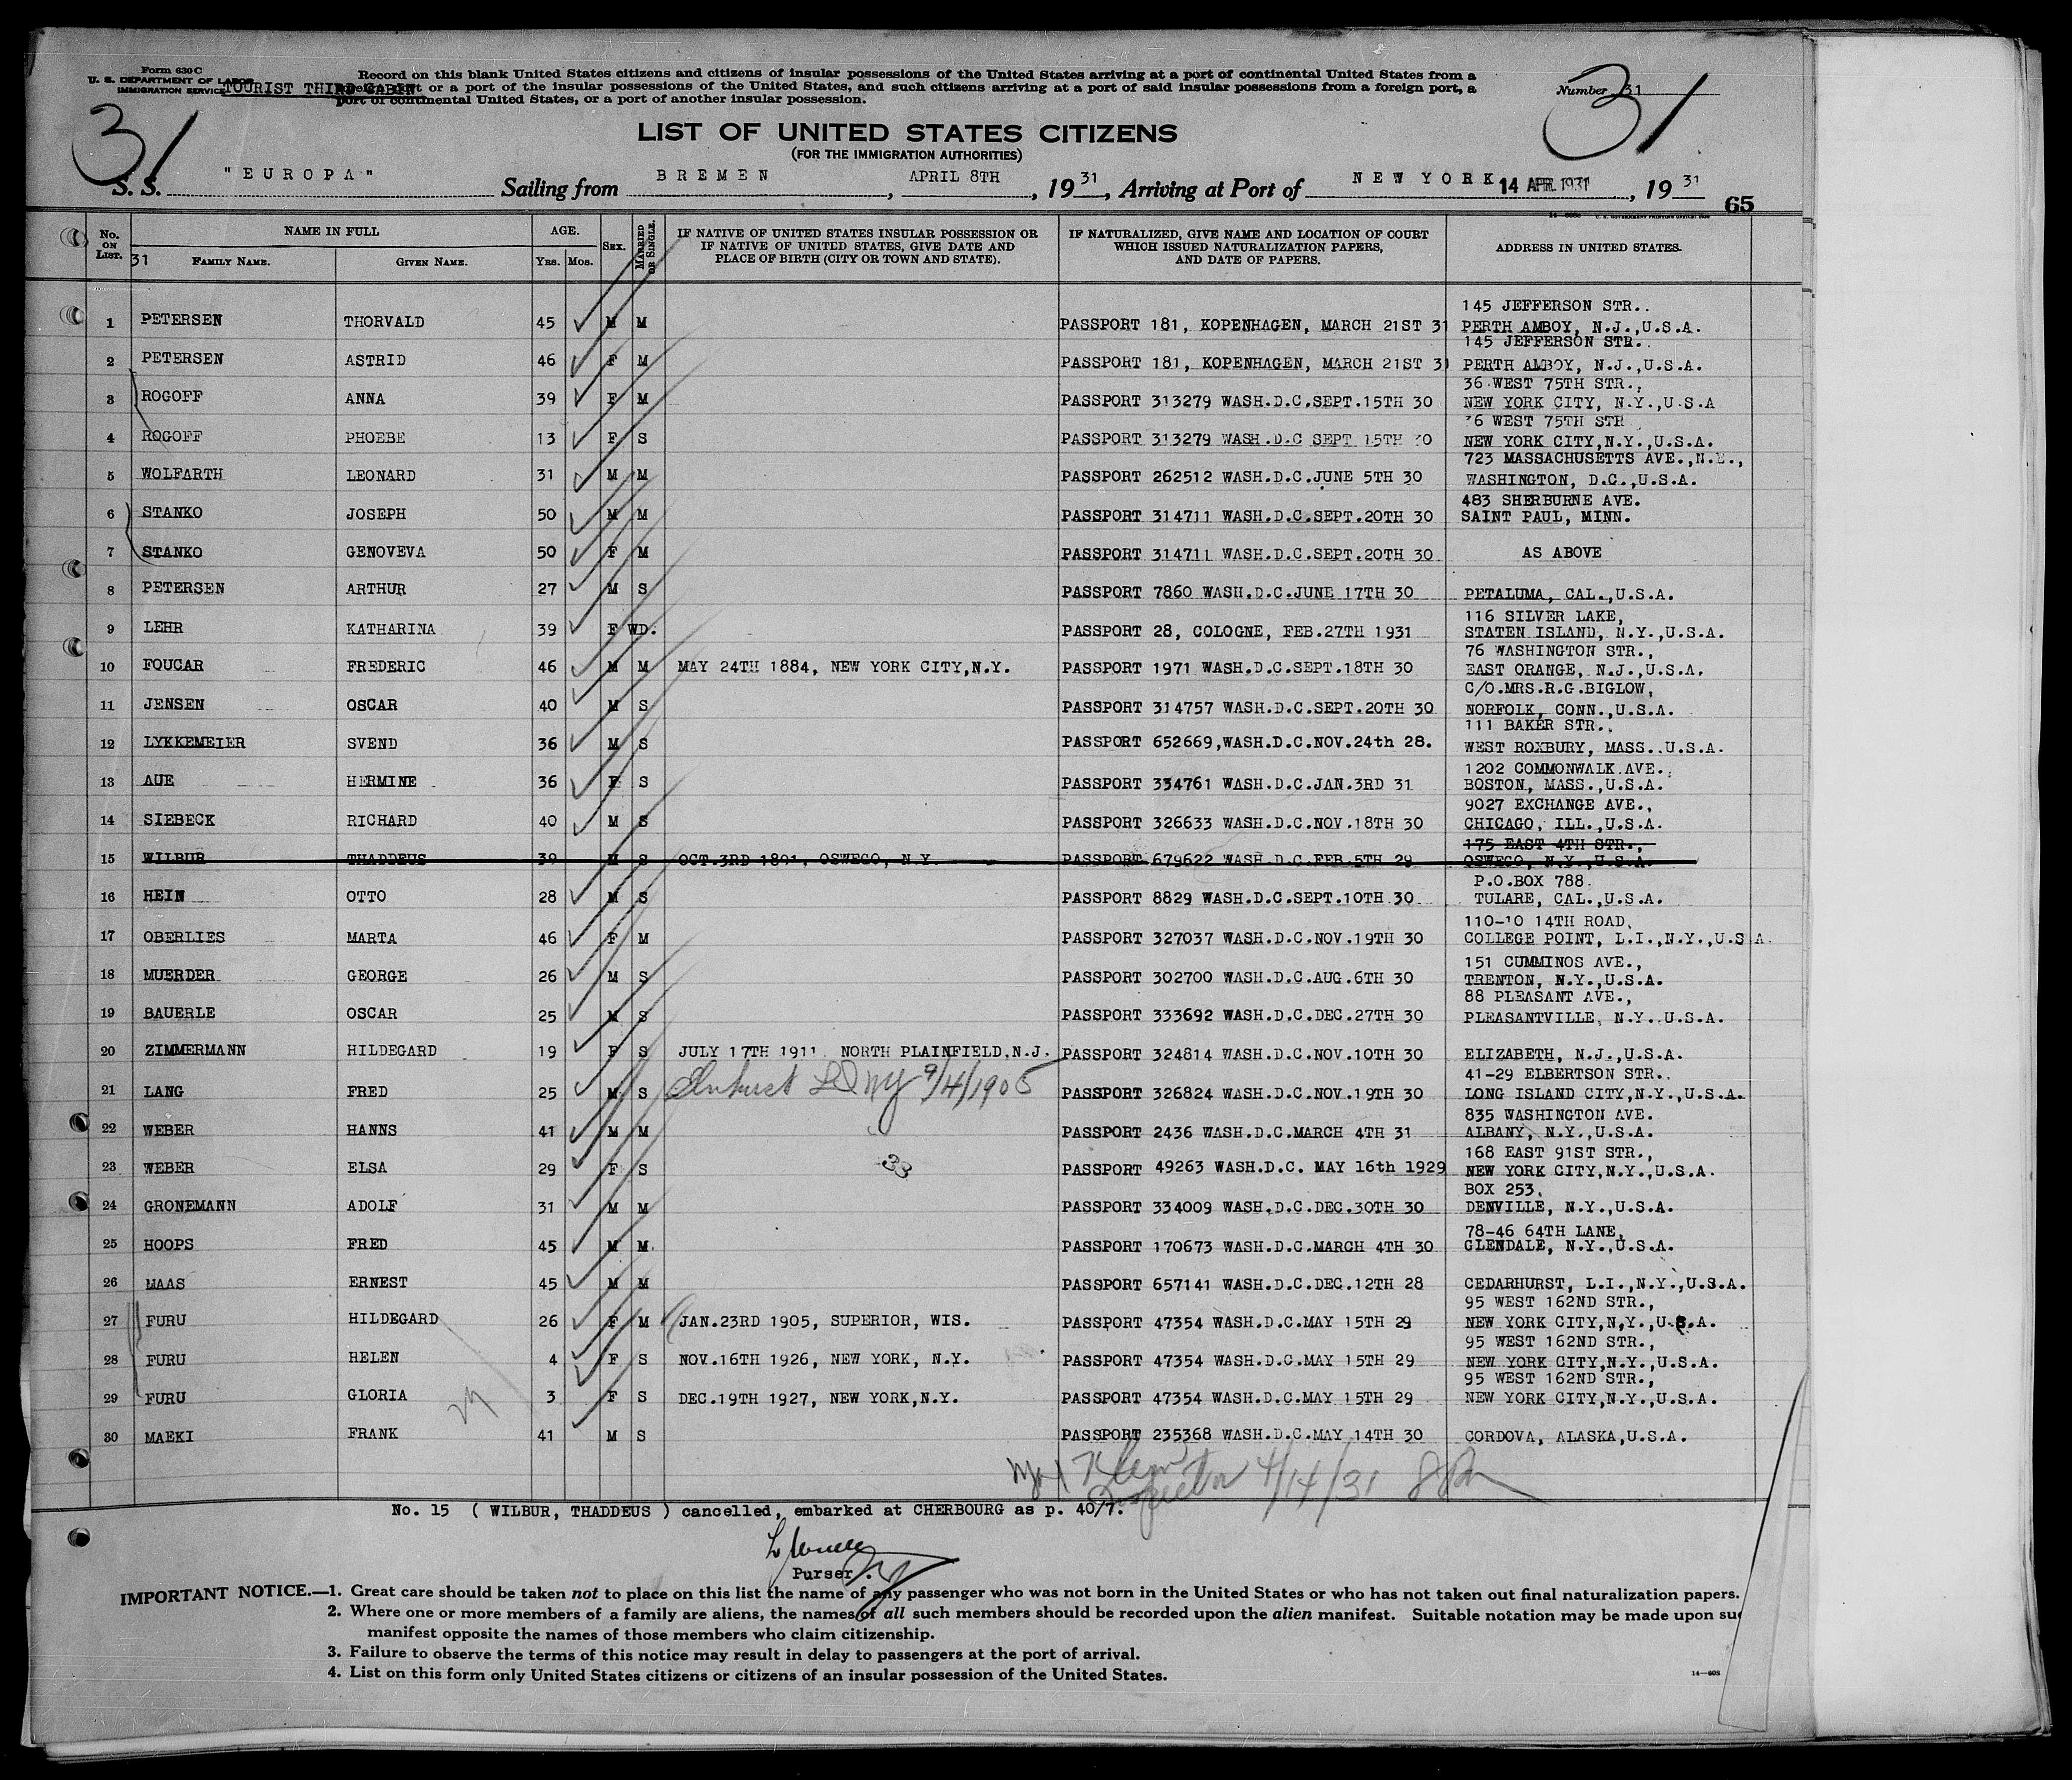 Form 630 C
U. S. DEPARTMENT OF LABOR
IMMIGRATION SERVICE
TOURIST THIRD CABIN
Record on this blank United States citizens and citizens of insular possessions of the United States arriving at a port of continental United States from a
foreign port or a port of the insular possessions of the United States, and such citizens arriving at a port of said insular possessions from a foreign port, a
port of continental United States, or a port of another insular possession.
Number 31
31
31
LIST OF UNITED STATES CITIZENS
(FOR THE IMMIGRATION AUTHORITIES)
S. S. "EUROPA" Sailing from BREMEN, APRIL 8TH, 1931, Arriving at Port of NEW YORK 14 APR. 1931, 1931
65
No. ON LIST. NAME IN FULL AGE. SEX. MARRIED OR SINGLE. IF NATIVE OF UNITED STATES INSULAR POSSESSION OR IF NATIVE OF UNITED STATES, GIVE DATE AND PLACE OF BIRTH (CITY OR TOWN AND STATE). IF NATURALIZED, GIVE NAME AND LOCATION OF COURT WHICH ISSUED NATURALIZATION PAPERS, AND DATE OF PAPERS. ADDRESS IN UNITED STATES.
31 FAMILY NAME. GIVEN NAME. YRS. MOS.
145 JEFFERSON STR..
1 PETERSEN THORVALD 45 M M PASSPORT 181, KOPENHAGEN, MARCH 21ST 31 PERTH AMBOY, N.J.,U.S.A.
145 JEFFERSON STR..
2 PETERSEN ASTRID 46 F M PASSPORT 181, KOPENHAGEN, MARCH 21ST 31 PERTH AMBOY, N.J.,U.S.A.
36 WEST 75TH STR.,
3 ROGOFF ANNA 39 F M PASSPORT 313279 WASH.D.C.SEPT.15TH 30 NEW YORK CITY, N.Y.,U.S.A
36 WEST 75TH STR
4 ROGOFF PHOEBE 13 F S PASSPORT 313279 WASH.D.C SEPT 15TH 30 NEW YORK CITY,N.Y.,U.S.A.
723 MASSACHUSETTS AVE.,N.E.,
5 WOLFARTH LEONARD 31 M M PASSPORT 262512 WASH.D.C.JUNE 5TH 30 WASHINGTON, D.C.,U.S.A.
483 SHERBURNE AVE.
6 STANKO JOSEPH 50 M M PASSPORT 314711 WASH.D.C.SEPT.20TH 30 SAINT PAUL, MINN.
7 STANKO GENOVEVA 50 F M PASSPORT 314711 WASH.D.C.SEPT.20TH 30 AS ABOVE
8 PETERSEN ARTHUR 27 M S PASSPORT 7860 WASH.D.C.JUNE 17TH 30 PETALUMA, CAL.,U.S.A.
116 SILVER LAKE,
9 LEHR KATHARINA 39 F WD. PASSPORT 28, COLOGNE, FEB.27TH 1931 STATEN ISLAND, N.Y.,U.S.A.
76 WASHINGTON STR.,
10 FOUCAR FREDERIC 46 M M MAY 24TH 1884, NEW YORK CITY,N.Y. PASSPORT 1971 WASH.D.C.SEPT.18TH 30 EAST ORANGE, N.J.,U.S.A.
C/O.MRS.R.G.BIGLOW,
11 JENSEN OSCAR 40 M S PASSPORT 314757 WASH.D.C.SEPT.20TH 30 NORFOLK, CONN.,U.S.A.
111 BAKER STR.,
12 LYKKEMEIER SVEND 36 M S PASSPORT 652669,WASH.D.C.NOV.24th 28. WEST ROXBURY, MASS..U.S.A.
1202 COMMONWALK AVE.,
13 AUE HERMINE 36 F S PASSPORT 334761 WASH.D.C.JAN.3RD 31 BOSTON, MASS.,U.S.A.
9027 EXCHANGE AVE.,
14 SIEBECK RICHARD 40 M S PASSPORT 326633 WASH.D.C.NOV.18TH 30 CHICAGO, ILL.,U.S.A.
175 EAST 4TH STR.,
15 WILBUR THADDEUS 39 M S OCT.3RD 1891, OSWEGO, N.Y. PASSPORT 679622 WASH D.C.FEB.5TH 29 OSWEGO, N.Y.,U.S.A.
P.O.BOX 788.
16 HEIN OTTO 28 M S PASSPORT 8829 WASH.D.C.SEPT.10TH 30 TULARE, CAL.,U.S.A.
110-10 14TH ROAD,
17 OBERLIES MARTA 46 F M PASSPORT 327037 WASH.D.C.NOV.19TH 30 COLLEGE POINT, L.I.,N.Y.,U.S.A.
151 CUMMINOS AVE.,
18 MUERDER GEORGE 26 M S PASSPORT 302700 WASH.D.C.AUG.6TH 30 TRENTON, N.Y.,U.S.A.
88 PLEASANT AVE.,
19 BAUERLE OSCAR 25 M S PASSPORT 333692 WASH.D.C.DEC.27TH 30 PLEASANTVILLE, N.Y..U.S.A.
20 ZIMMERMANN HILDEGARD 19 F S JULY 17TH 1911. NORTH PLAINFIELD,N.J. PASSPORT 324814 WASH.D.C.NOV.10TH 30 ELIZABETH, N.J.,U.S.A.
41-29 ELBERTSON STR..
21 LANG FRED 25 M S NY 9/4/1905 PASSPORT 326824 WASH.D.C.NOV.19TH 30 LONG ISLAND CITY,N.Y.,U.S.A.
835 WASHINGTON AVE.
22 WEBER HANNS 41 M M PASSPORT 2436 WASH.D.C.MARCH 4TH 31 ALBANY, N.Y.,U.S.A.
168 EAST 91ST STR.,
23 WEBER ELSA 29 F S 33 PASSPORT 49263 WASH.D.C. MAY 16th 1929 NEW YORK CITY,N.Y.,U.S.A.
BOX 253,
24 GRONEMANN ADOLF 31 M M PASSPORT 334009 WASH.D.C.DEC.30TH 30 DENVILLE, N.Y.,U.S.A.
78-46 64TH LANE,
25 HOOPS FRED 45 M M. PASSPORT 170673 WASH.D.C.MARCH 4TH 30 GLENDALE, N.Y.,U.S.A.
26 MAAS ERNEST 45 M M PASSPORT 657141 WASH.D.C.DEC.12TH 28 CEDARHURST, L.I.,N.Y.,U.S.A.
95 WEST 162ND STR.,
27 FURU HILDEGARD 26 F M JAN.23RD 1905, SUPERIOR, WIS. PASSPORT 47354 WASH.D.C.MAY 15TH 29 NEW YORK CITY,N.Y.,U.S.A.
95 WEST 162ND STR.,
28 FURU HELEN 4 F S NOV.16TH 1926, NEW YORK, N.Y. PASSPORT 47354 WASH.D.C.MAY 15TH 29 NEW YORK CITY,N.Y.,U.S.A.
95 WEST 162ND STR.,
29 FURU GLORIA 3 F S DEC.19TH 1927, NEW YORK,N.Y. PASSPORT 47354 WASH.D.C.MAY 15TH 29 NEW YORK CITY,N.Y.,U.S.A.
30 MAEKI FRANK 41 M S PASSPORT 235368 WASH.D.C.MAY 14TH 30 CORDOVA, ALASKA,U.S.A.
Inspector 4/14/31
No. 15 ( WILBUR, THADDEUS ) cancelled, embarked at CHERBOURG as p. 40/7.
Purser.
IMPORTANT NOTICE.—1. Great care should be taken not to place on this list the name of any passenger who was not born in the United States or who has not taken out final naturalization papers.
2. Where one or more members of a family are aliens, the names of all such members should be recorded upon the alien manifest. Suitable notation may be made upon suc
manifest opposite the names of those members who claim citizenship.
3. Failure to observe the terms of this notice may result in delay to passengers at the port of arrival.
4. List on this form only United States citizens or citizens of an insular possession of the United States.